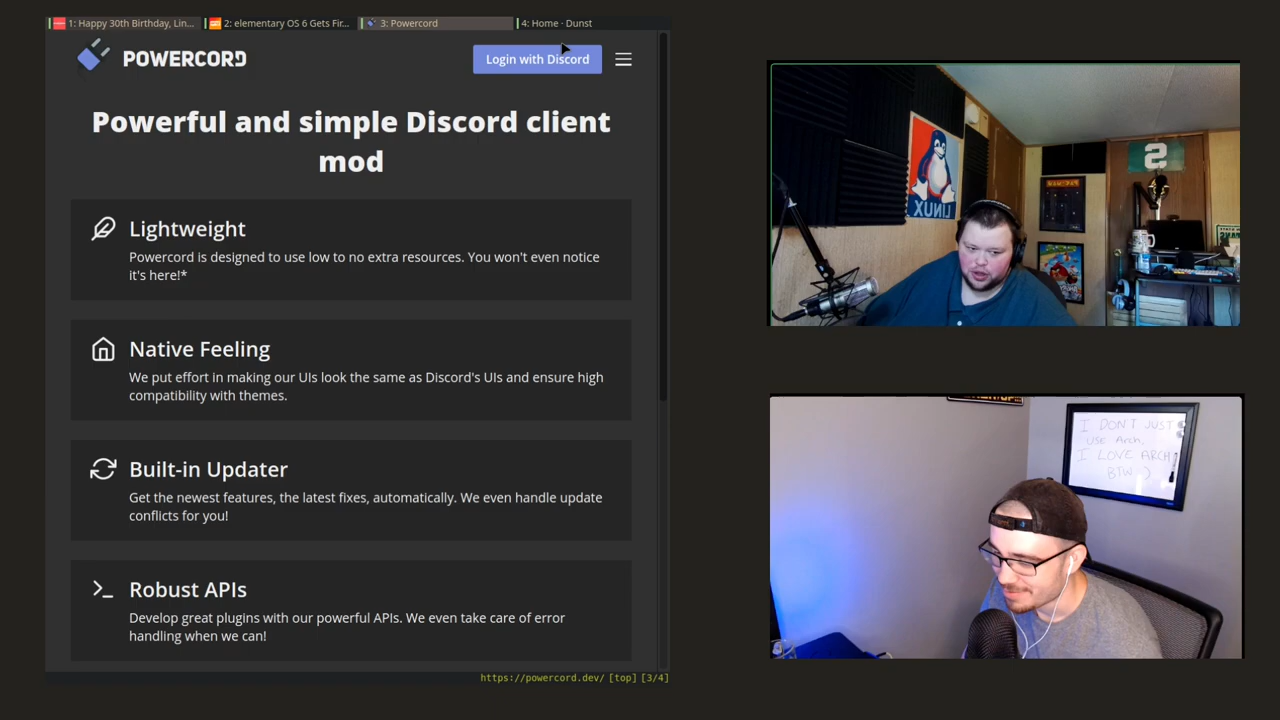 1: Happy 30th Birthday, Lin...
2: elementary OS 6 Gets Fir...
3: Powercord
4: Home · Dunst
POWERCORD
Login with Discord
Powerful and simple Discord client
mod
Lightweight
Powercord is designed to use low to no extra resources. You won't even notice
it's here!*
Native Feeling
We put effort in making our UIs look the same as Discord's UIs and ensure high
compatibility with themes.
Built-in Updater
Get the newest features, the latest fixes, automatically. We even handle update
conflicts for you!
Robust APIs
Develop great plugins with our powerful APIs. We even take care of error
handling when we can!
https://powercord.dev/ [top] [3/4]
LINUX
S
I DON'T JUST
USE Arch,
I LOVE ARCH
BTW :)